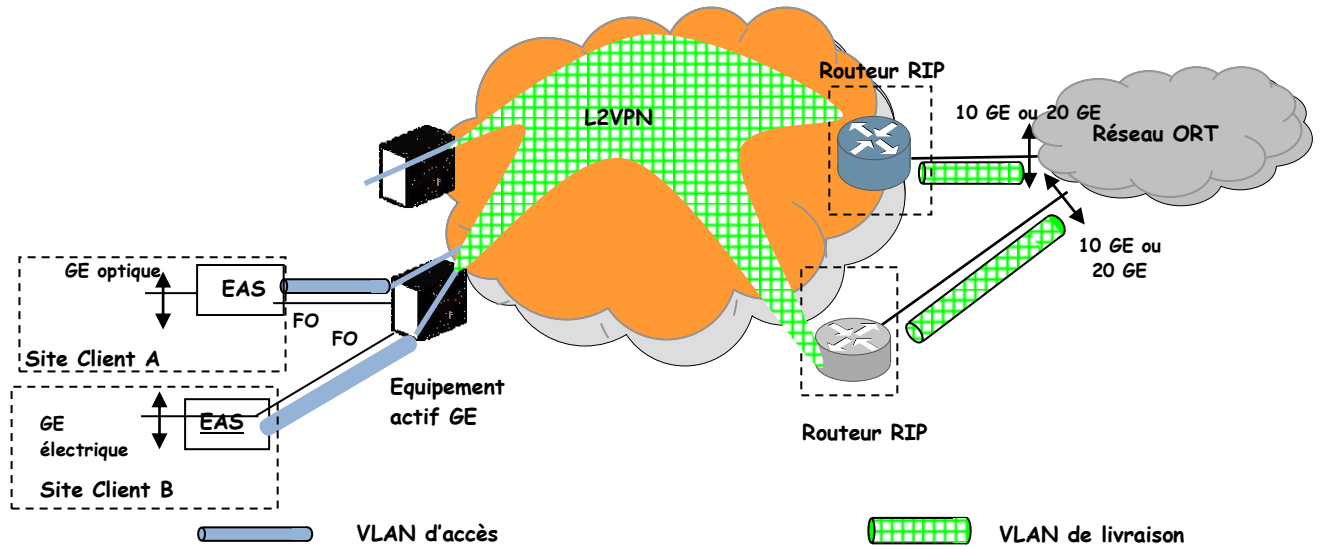 Routeur RIP
10 GE ou 20 GE
L2VPN
Réseau ORT
10 GE ou
20 GE
GE optique
EAS
FO
FO
Site Client A
Equipement
actif GE
EAS
GE
électrique
Site Client B
Routeur RIP
VLAN d'accès
VLAN de livraison